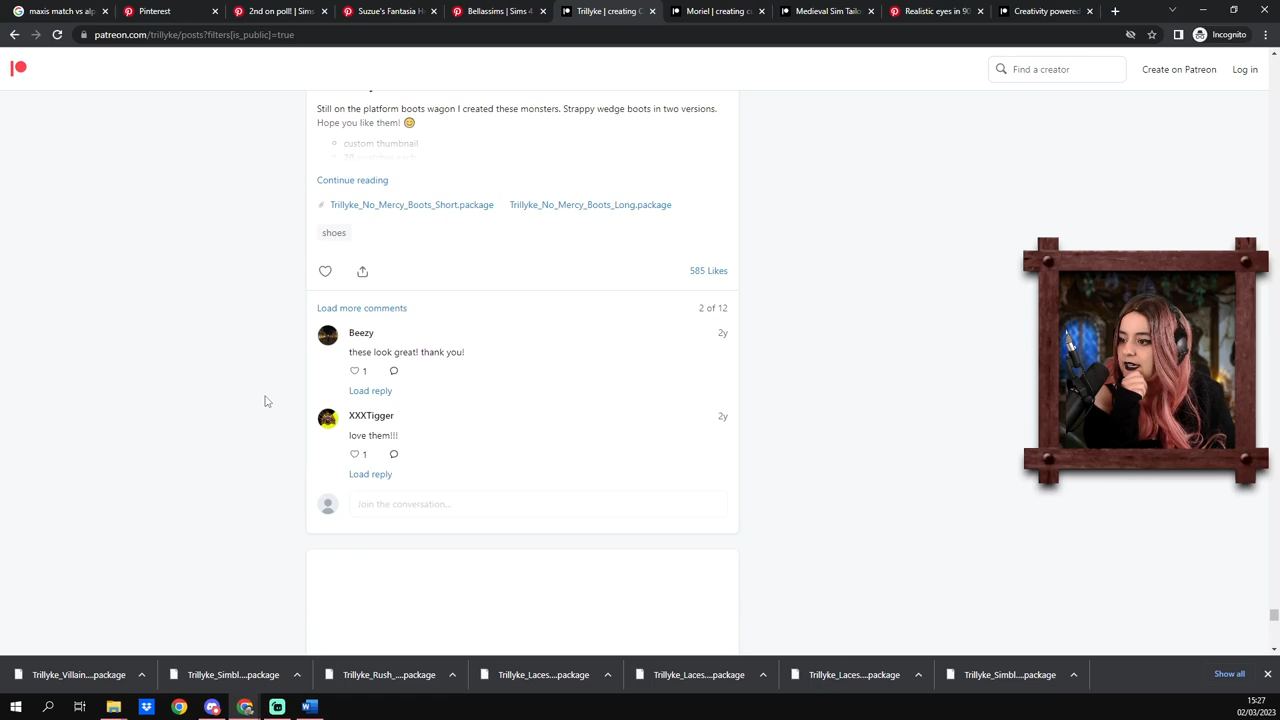 maxis match vs alp
Pinterest
2nd on poll! | Sims
Suzue's Fantasia Ho
Bellassims | Sims 4
Trillyke | creating C
Moriel | creating cu
Medieval Sim Tailo
Realistic eyes in 90
Creativity powered
patreon.com/trillyke/posts?filters[is_public]=true
Incognito
Find a creator
Create on Patreon
Log in
Still on the platform boots wagon I created these monsters. Strappy wedge boots in two versions.
Hope you like them! 😊
custom thumbnail
20 swatches each
Continue reading
Trillyke_No_Mercy_Boots_Short.package
Trillyke_No_Mercy_Boots_Long.package
shoes
585 Likes
Load more comments
2 of 12
Beezy
2y
these look great! thank you!
1
Load reply
XXXTigger
2y
love them!!!
1
Load reply
Join the conversation...
Trillyke_Villain....package
Trillyke_Simbl....package
Trillyke_Rush_....package
Trillyke_Laces....package
Trillyke_Laces....package
Trillyke_Laces....package
Trillyke_Simbl....package
Show all
15:27
02/03/2023